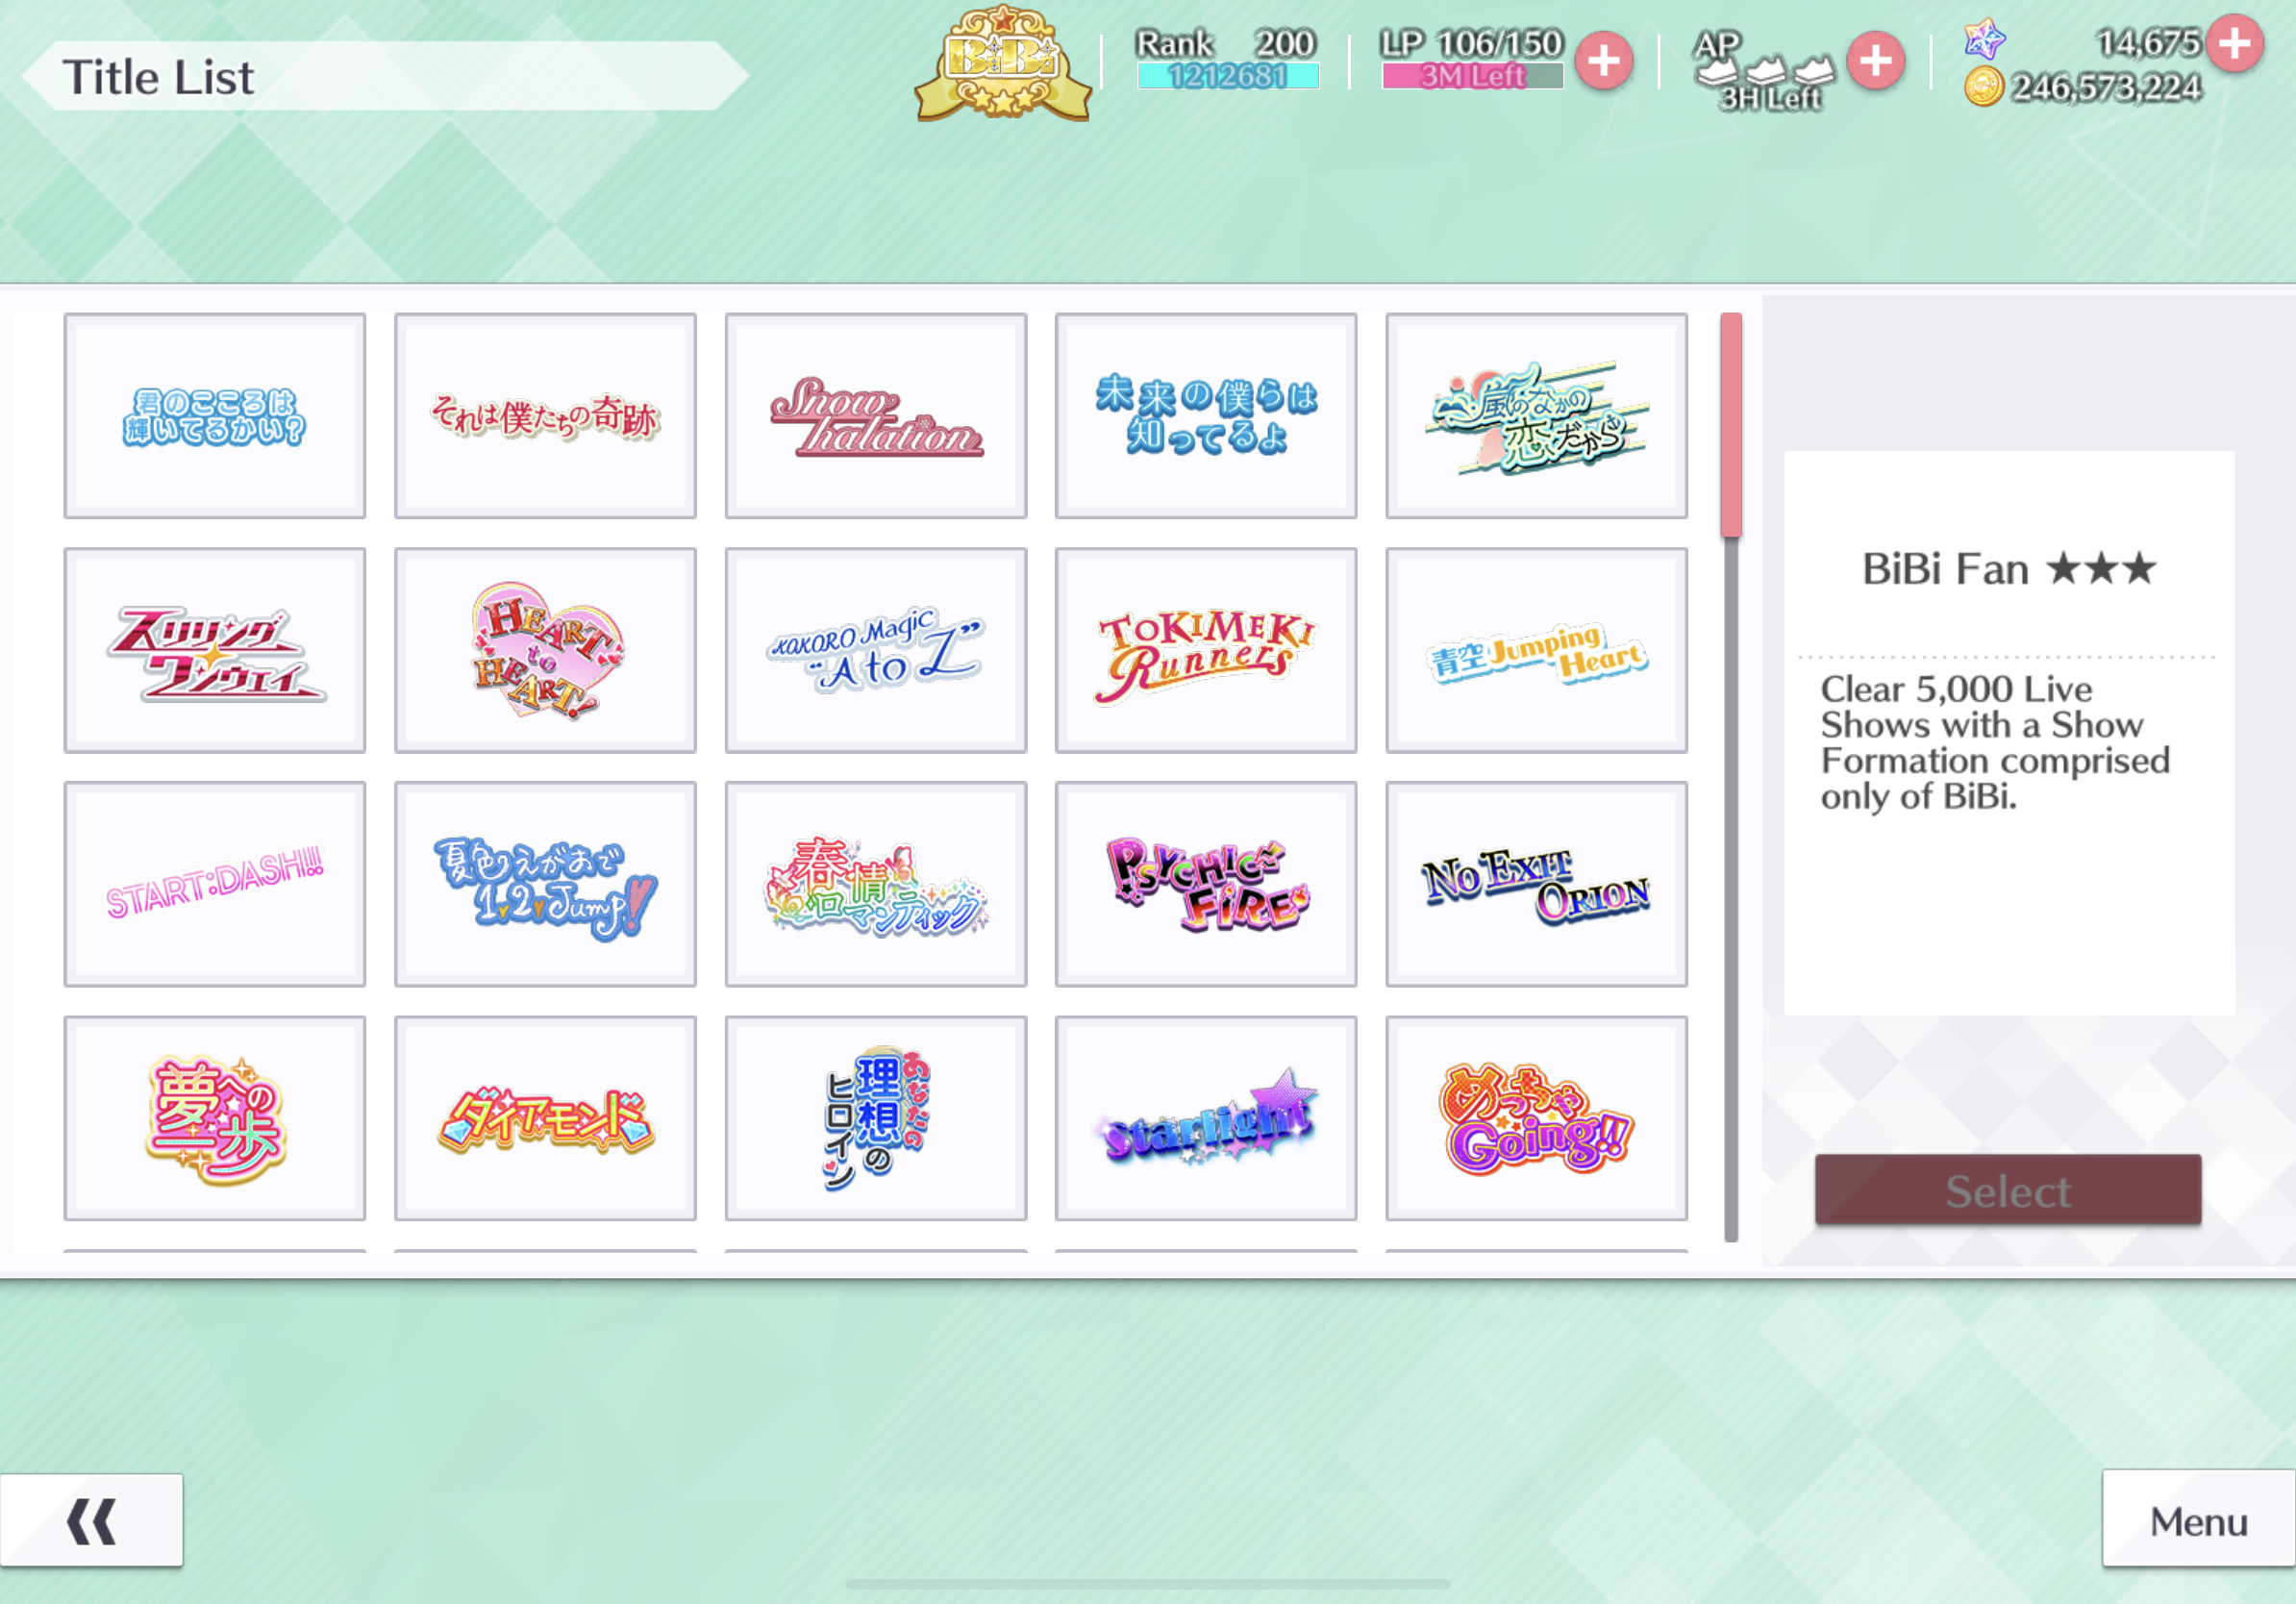 Title List
BiBi
Rank 200
1212681
LP 106/150
3M Left
AP
3H Left
14,675
246,573,224
君のこころは
輝いてるかい?
それは僕たちの奇跡
Snow
halation
未来の僕らは
知ってるよ
嵐のなかの
恋だから
スリリング
ワンウェイ
HEART
to
HEART!
KOKORO Magic
"A to Z"
TOKIMEKI
Runners
青空Jumping
Heart
START:DASH!!
夏色えがおで
1,2,Jump!
春情
ロマンティック
PSYCHIC
FIRE
NO EXIT
ORION
夢への
一歩
ダイアモンド
あなたの
理想の
ヒロイン
Starlight
めっちゃ
Going!!
BiBi Fan ★★★
Clear 5,000 Live
Shows with a Show
Formation comprised
only of BiBi.
Select
Menu